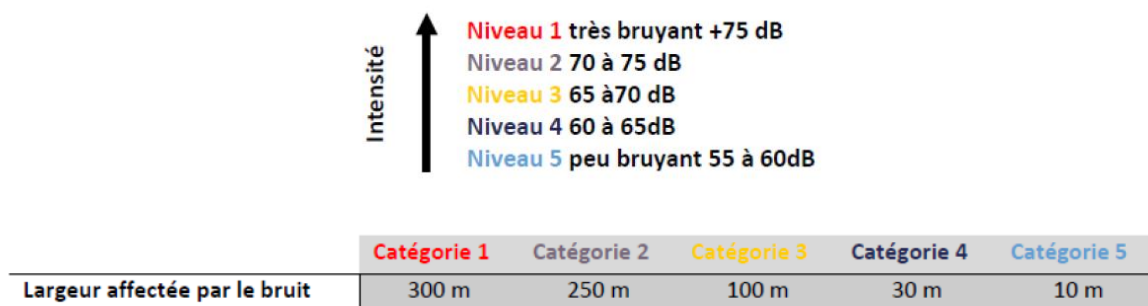 Intensité
Niveau 1 très bruyant +75 dB
Niveau 2 70 à 75 dB
Niveau 3 65 à70 dB
Niveau 4 60 à 65dB
Niveau 5 peu bruyant 55 à 60dB
Catégorie 1 Catégorie 2 Catégorie 3 Catégorie 4 Catégorie 5
Largeur affectée par le bruit 300 m 250 m 100 m 30 m 10 m